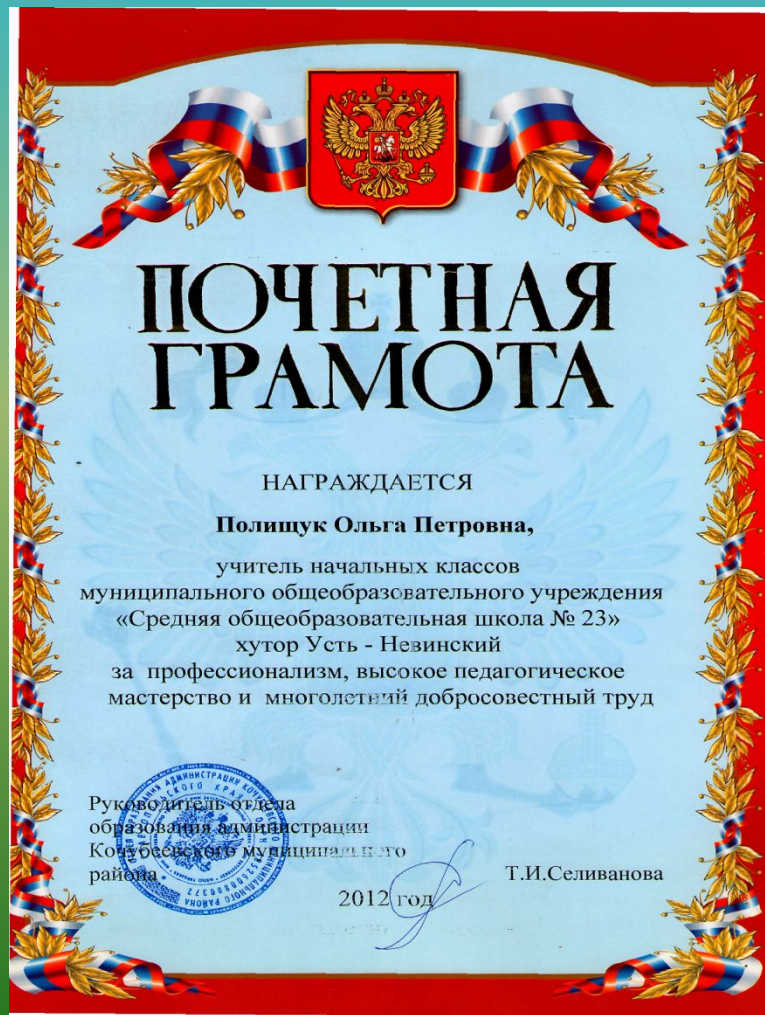 ПОЧЕТНАЯ
ГРАМОТА
НАГРАЖДАЕТСЯ
Полищук Ольга Петровна,
учитель начальных классов
муниципального общеобразовательного учреждения
«Средняя общеобразовательная школа № 23»
хутор Усть - Невинский
за профессионализм, высокое педагогическое
мастерство и многолетний добросовестный труд
Руководитель отдела
образования администрации
Кочубеевского муниципального
района
Т.И.Селиванова
2012 год